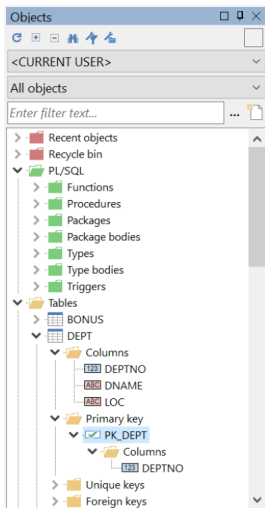 Objects
<CURRENT USER>
All objects
Enter filter text...
...
Recent objects
Recycle bin
PL/SQL
Functions
Procedures
Packages
Package bodies
Types
Type bodies
Triggers
Tables
BONUS
DEPT
Columns
123 DEPTNO
ABC DNAME
ABC LOC
Primary key
PK_DEPT
Columns
123 DEPTNO
Unique keys
Foreign keys